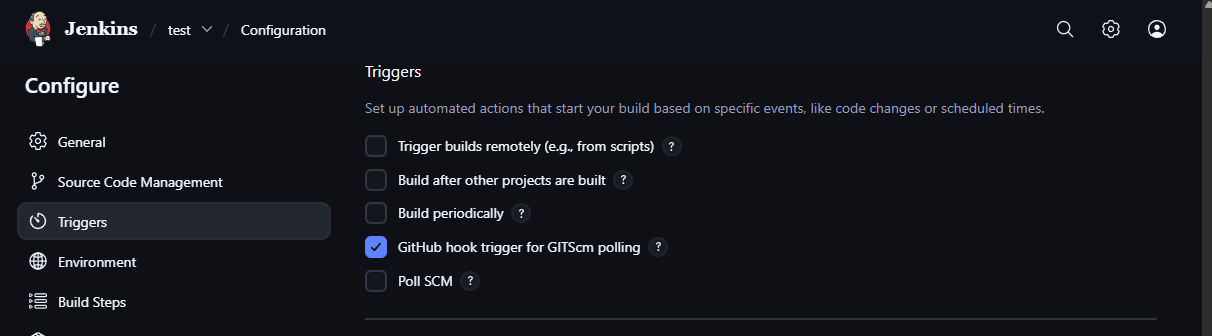 Jenkins / test / Configuration
Configure
General
Source Code Management
Triggers
Environment
Build Steps
Triggers
Set up automated actions that start your build based on specific events, like code changes or scheduled times.
Trigger builds remotely (e.g., from scripts) ?
Build after other projects are built ?
Build periodically ?
GitHub hook trigger for GITScm polling ?
Poll SCM ?